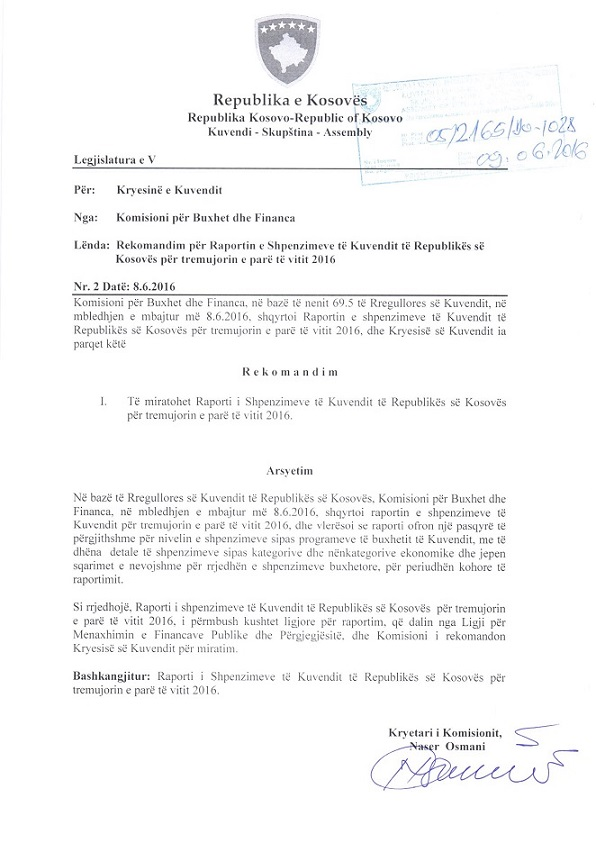 Republika e Kosovës
Republika Kosovo-Republic of Kosovo
Kuvendi - Skupština - Assembly
05/2165/Do-1028
09.06.2016
Legjislatura e V
Për: Kryesinë e Kuvendit
Nga: Komisioni për Buxhet dhe Financa
Lënda: Rekomandim për Raportin e Shpenzimeve të Kuvendit të Republikës së
Kosovës për tremujorin e parë të vitit 2016
Nr. 2 Datë: 8.6.2016
Komisioni për Buxhet dhe Financa, në bazë të nenit 69.5 të Rregullores së Kuvendit, në
mbledhjen e mbajtur më 8.6.2016, shqyrtoi Raportin e shpenzimeve të Kuvendit të
Republikës së Kosovës për tremujorin e parë të vitit 2016, dhe Kryesisë së Kuvendit ia
parqet këtë
R e k o m a n d i m
I. Të miratohet Raporti i Shpenzimeve të Kuvendit të Republikës së Kosovës
për tremujorin e parë të vitit 2016.
Arsyetim
Në bazë të Rregullores së Kuvendit të Republikës së Kosovës, Komisioni për Buxhet dhe
Financa, në mbledhjen e mbajtur më 8.6.2016, shqyrtoi raportin e shpenzimeve të
Kuvendit për tremujorin e parë të vitit 2016, dhe vlerësoi se raporti ofron një pasqyrë të
përgjithshme për nivelin e shpenzimeve sipas programeve të buxhetit të Kuvendit, me të
dhëna detale të shpenzimeve sipas kategorive dhe nënkategorive ekonomike dhe jepen
sqarimet e nevojshme për rrjedhën e shpenzimeve buxhetore, për periudhën kohore të
raportimit.
Si rrjedhojë, Raporti i shpenzimeve të Kuvendit të Republikës së Kosovës për tremujorin
e parë të vitit 2016, i përmbush kushtet ligjore për raportim, që dalin nga Ligji për
Menaxhimin e Financave Publike dhe Përgjegjësitë, dhe Komisioni i rekomandon
Kryesisë së Kuvendit për miratim.
Bashkangjitur: Raporti i Shpenzimeve të Kuvendit të Republikës së Kosovës për
tremujorin e parë të vitit 2016.
Kryetari i Komisionit,
Naser Osmani